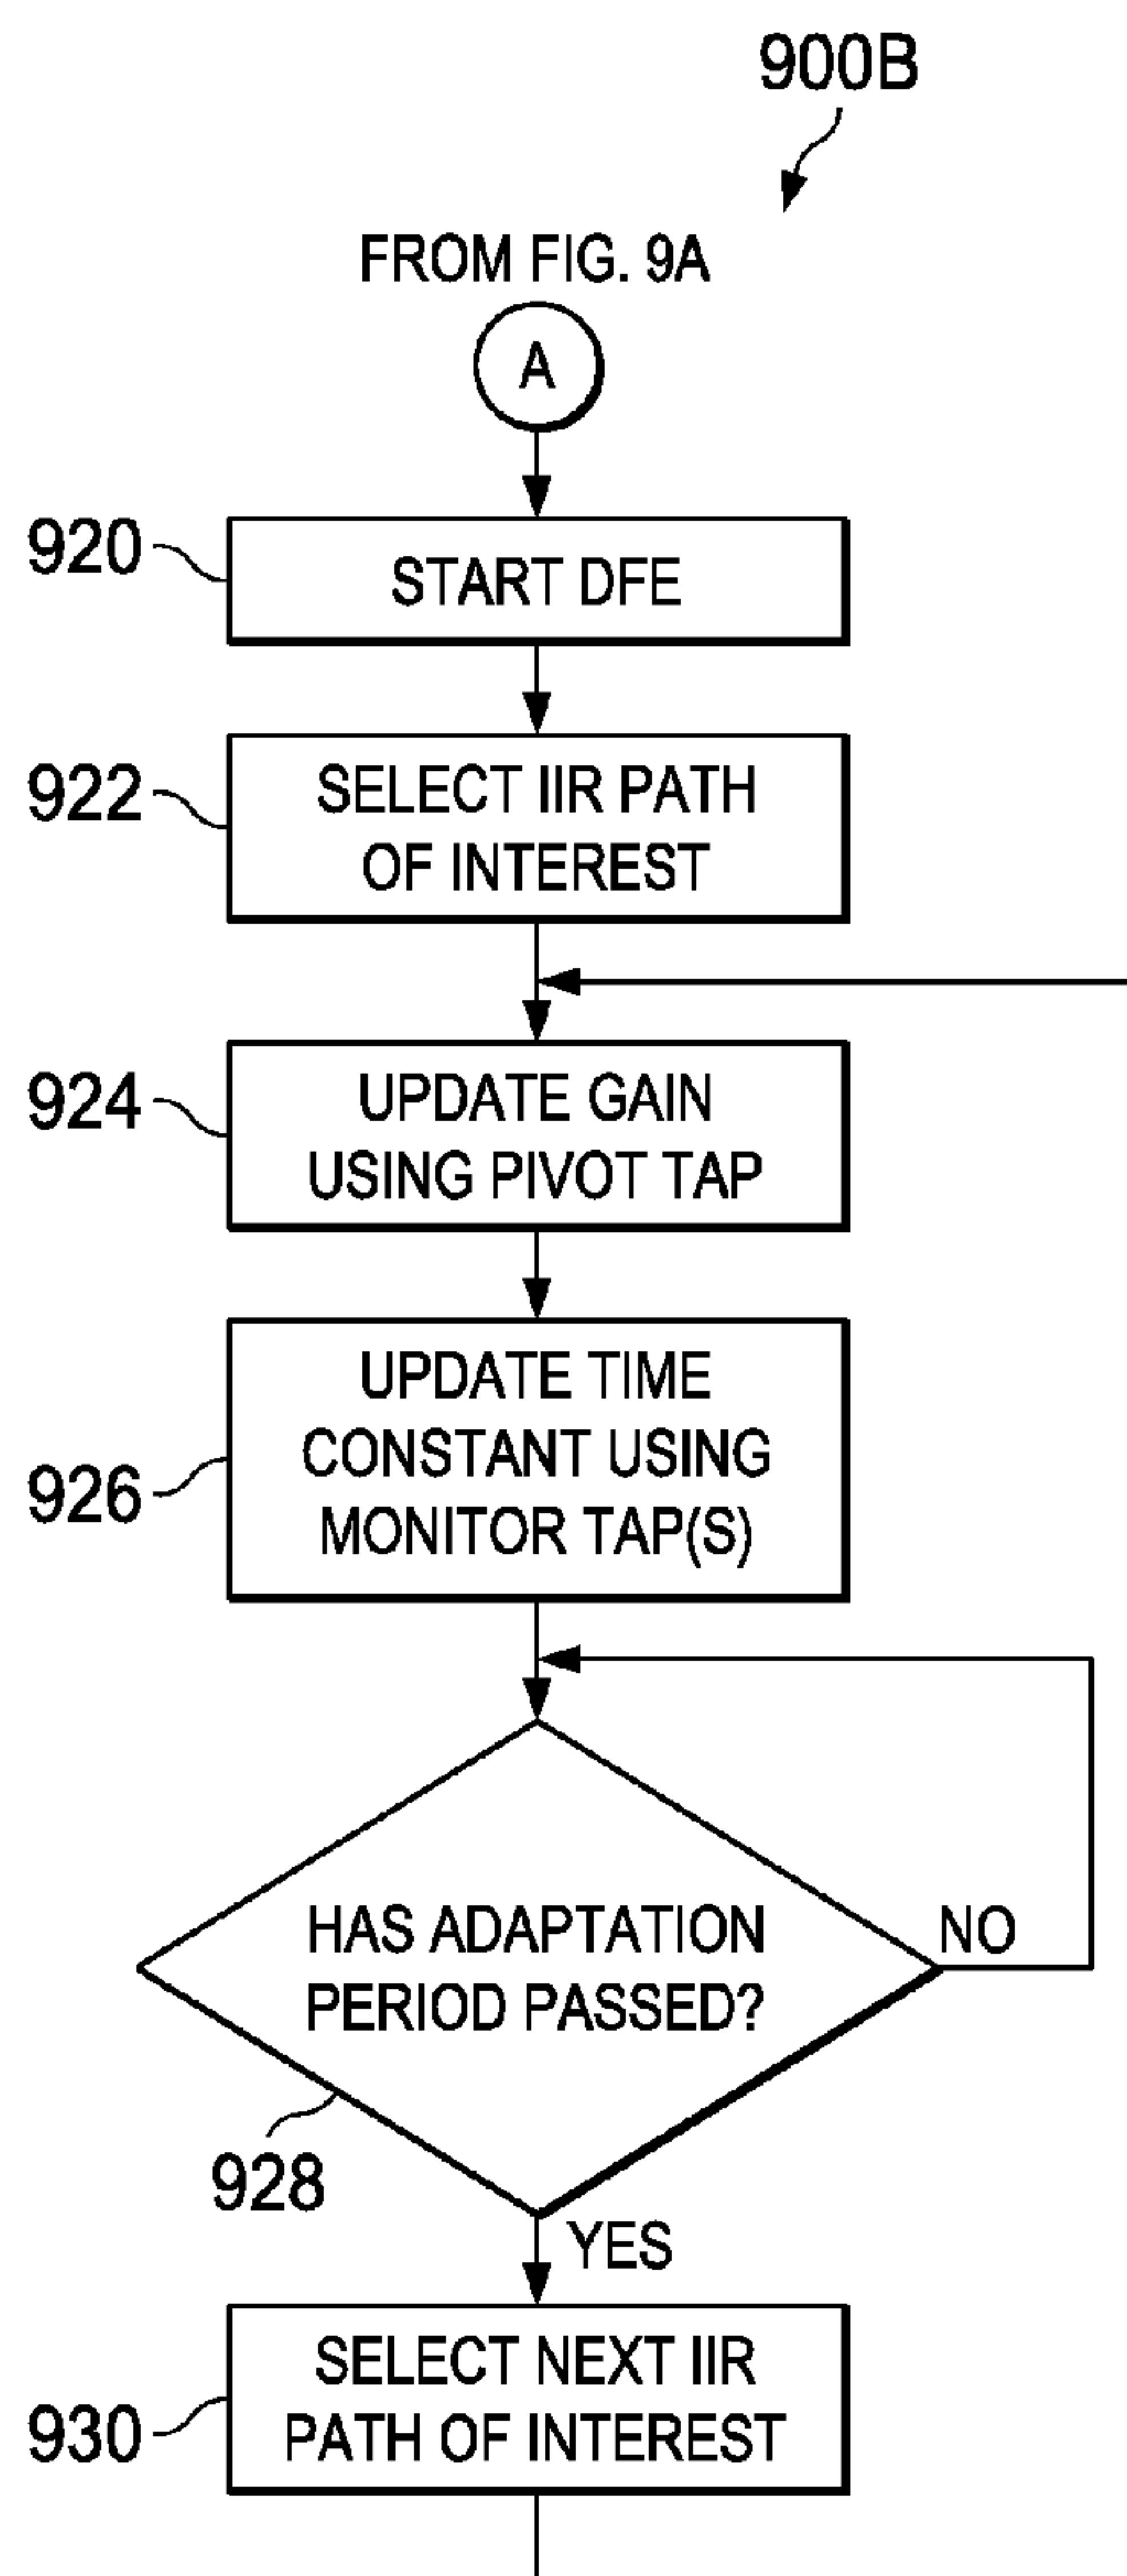 900B
FROM FIG. 9A
A
920
START DFE
922
SELECT IIR PATH
OF INTEREST
924
UPDATE GAIN
USING PIVOT TAP
926
UPDATE TIME
CONSTANT USING
MONITOR TAP(S)
HAS ADAPTATION
PERIOD PASSED?
NO
928
YES
930
SELECT NEXT IIR
PATH OF INTEREST